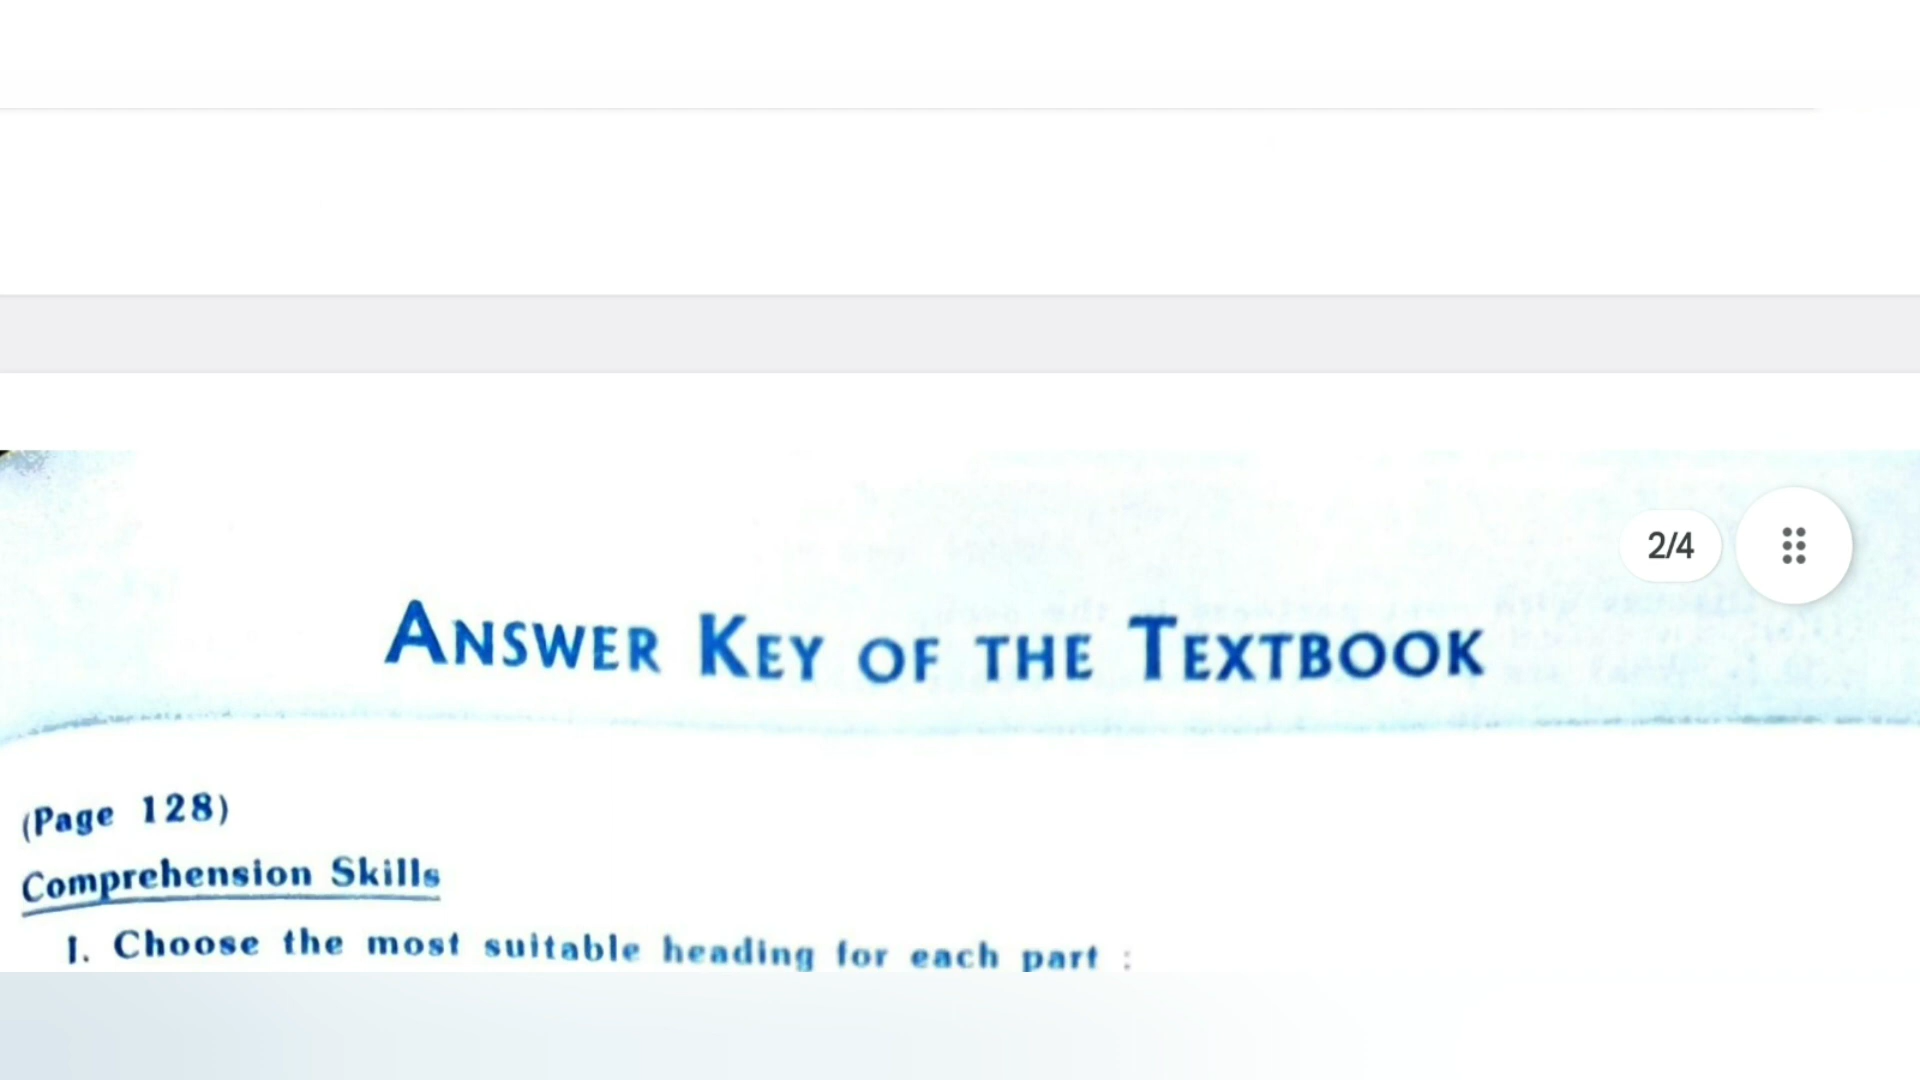 2/4
ANSWER KEY OF THE TEXTBOOK
(Page 128)
Comprehension Skills
I. Choose the most suitable heading for each part :